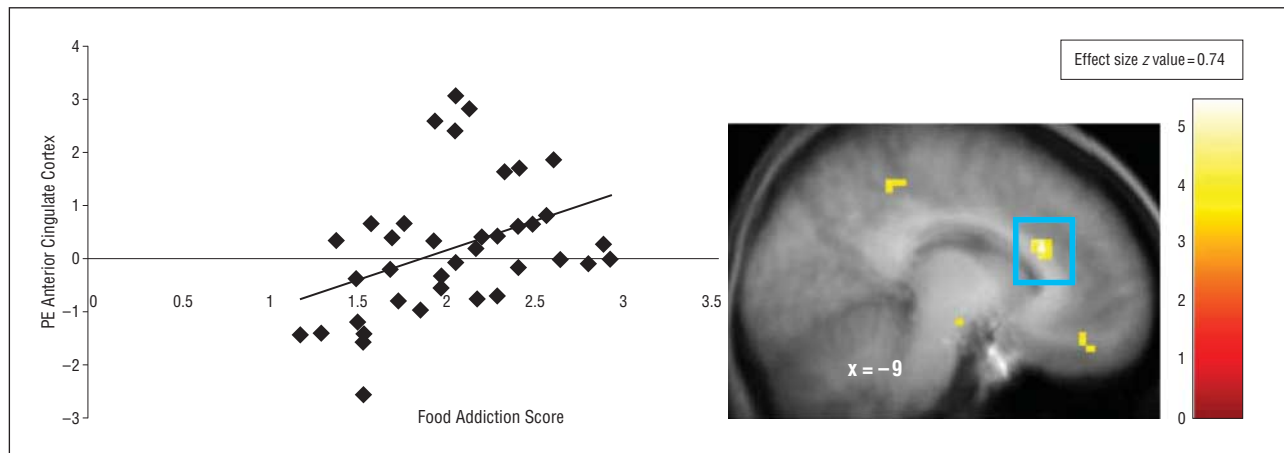 4
3
2
1
0
–1
–2
–3
PE Anterior Cingulate Cortex
0 0.5 1 1.5 2 2.5 3 3.5
Food Addiction Score
x = –9
Effect size z value = 0.74
5
4
3
2
1
0